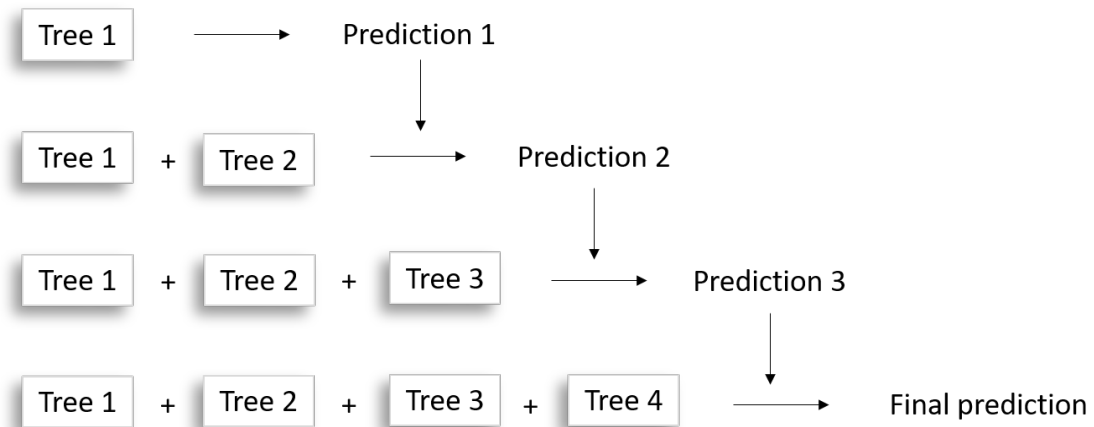 Tree 1 Prediction 1
Tree 1 + Tree 2 Prediction 2
Tree 1 + Tree 2 + Tree 3 Prediction 3
Tree 1 + Tree 2 + Tree 3 + Tree 4 Final prediction